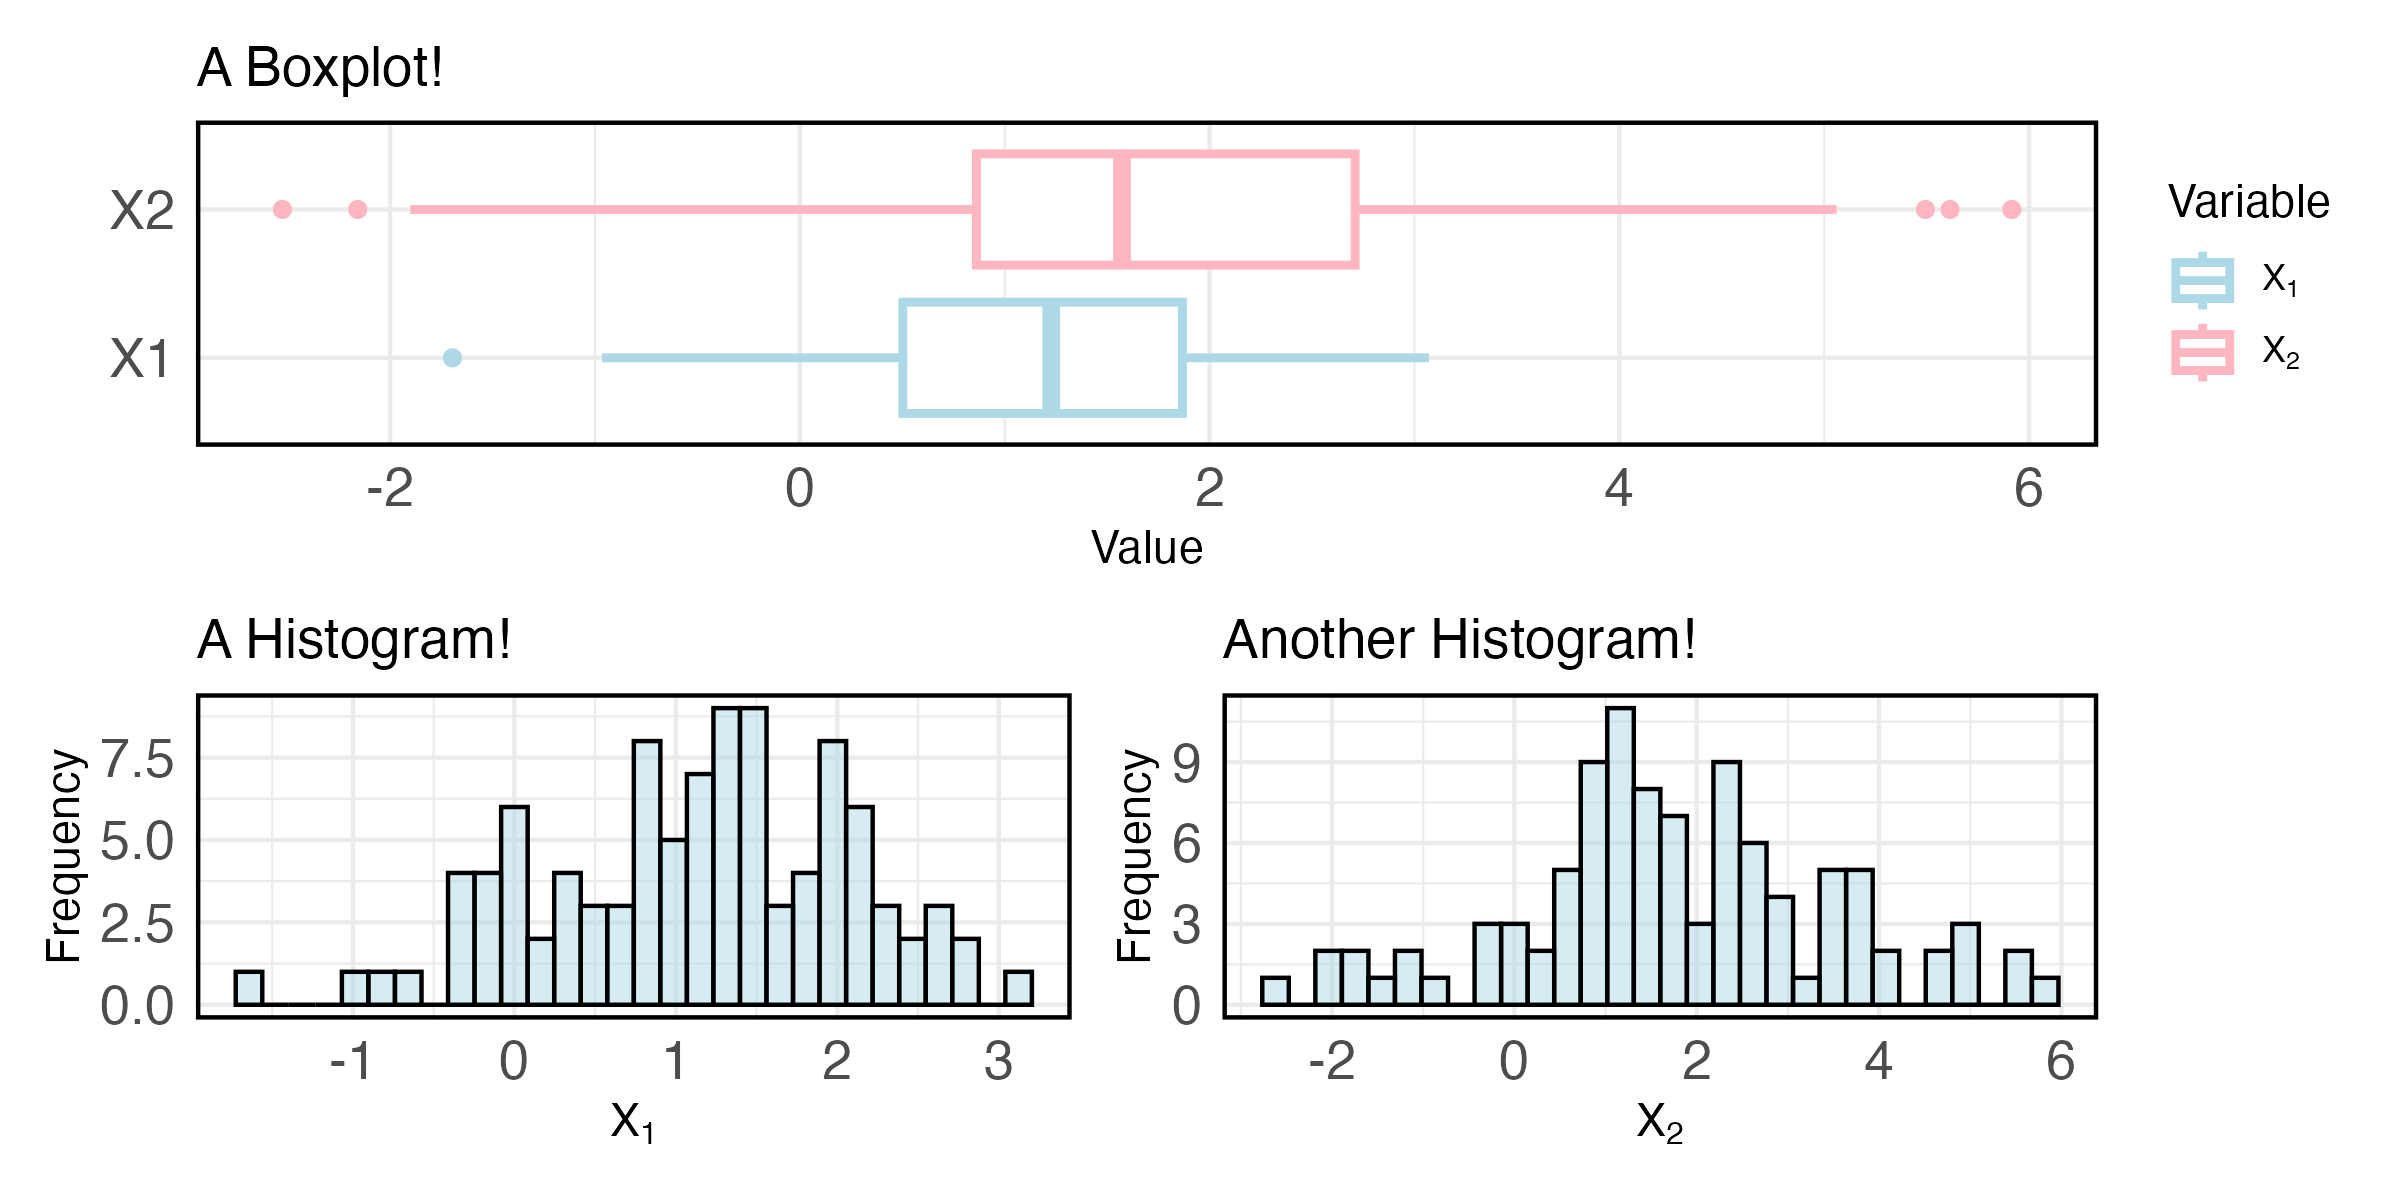 A Boxplot!
X2
X1
-2 0 2 4 6
Value
Variable
X₁
X₂
A Histogram!
Frequency
7.5
5.0
2.5
0.0
-1 0 1 2 3
X₁
Another Histogram!
Frequency
9
6
3
0
-2 0 2 4 6
X₂